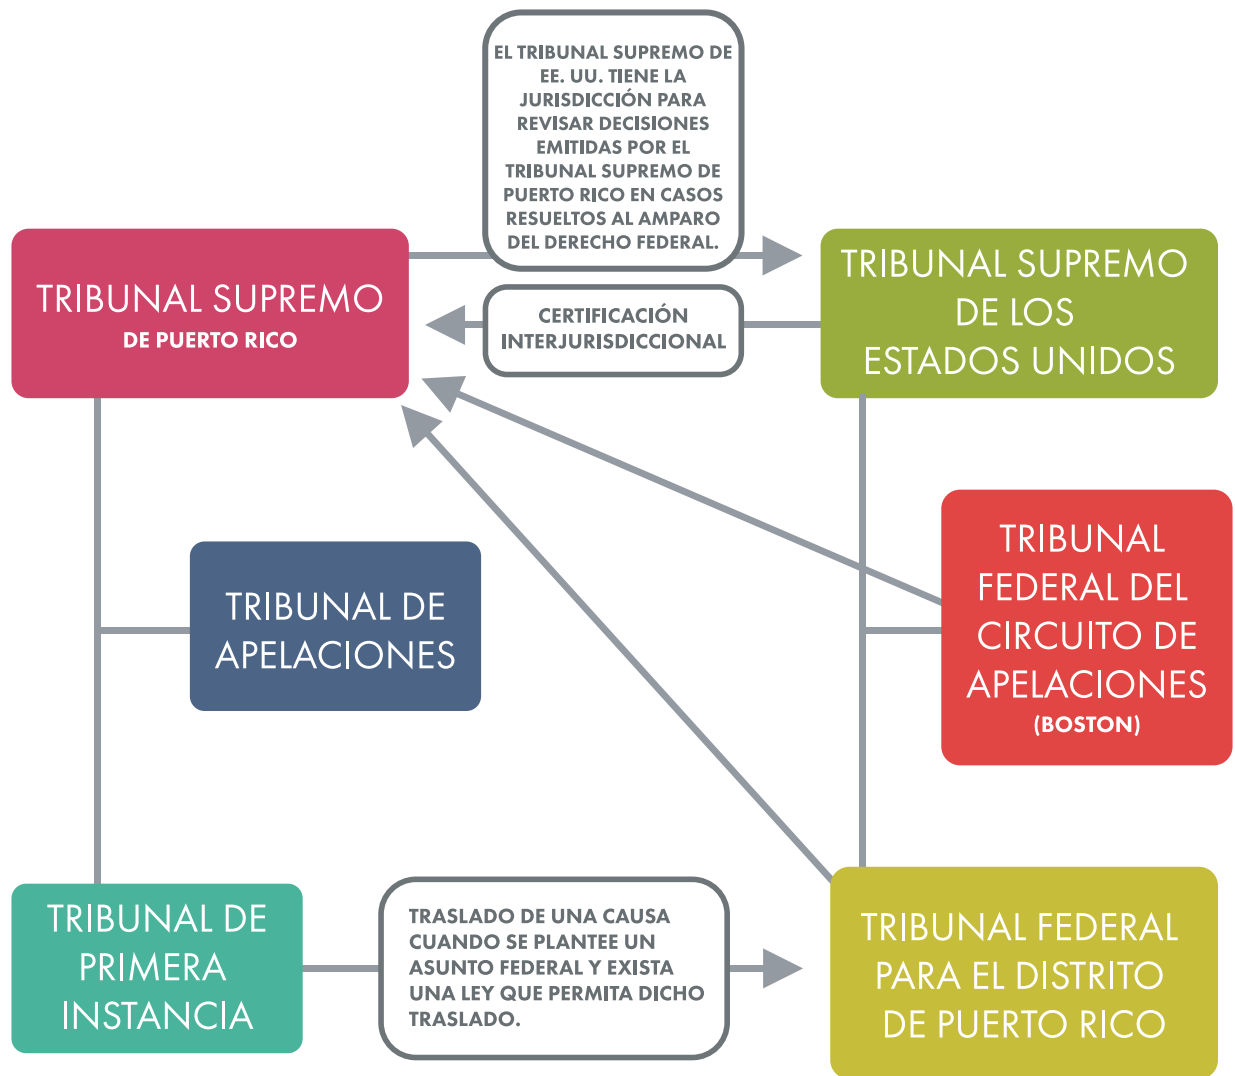 EL TRIBUNAL SUPREMO DE
EE. UU. TIENE LA
JURISDICCIÓN PARA
REVISAR DECISIONES
EMITIDAS POR EL
TRIBUNAL SUPREMO DE
PUERTO RICO EN CASOS
RESUELTOS AL AMPARO
DEL DERECHO FEDERAL.
TRIBUNAL SUPREMO
DE PUERTO RICO
CERTIFICACIÓN
INTERJURISDICCIONAL
TRIBUNAL SUPREMO
DE LOS
ESTADOS UNIDOS
TRIBUNAL DE
APELACIONES
TRIBUNAL
FEDERAL DEL
CIRCUITO DE
APELACIONES
(BOSTON)
TRIBUNAL DE
PRIMERA
INSTANCIA
TRASLADO DE UNA CAUSA
CUANDO SE PLANTEE UN
ASUNTO FEDERAL Y EXISTA
UNA LEY QUE PERMITA DICHO
TRASLADO.
TRIBUNAL FEDERAL
PARA EL DISTRITO
DE PUERTO RICO